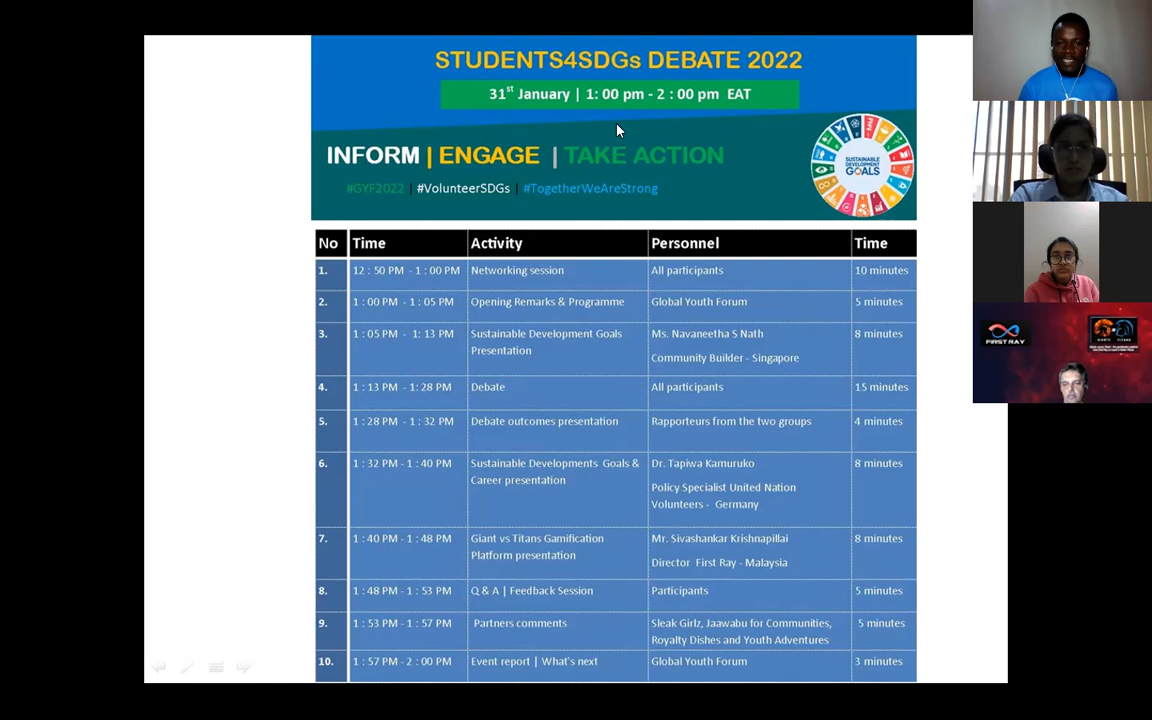 STUDENTS4SDGs DEBATE 2022
31st January | 1: 00 pm - 2 : 00 pm EAT
INFORM | ENGAGE | TAKE ACTION
#GYF2022 | #VolunteerSDGs | #TogetherWeAreStrong
SUSTAINABLE
DEVELOPMENT
GOALS
No Time Activity Personnel Time
1. 12 : 50 PM - 1 : 00 PM Networking session All participants 10 minutes
2. 1 : 00 PM - 1 : 05 PM Opening Remarks & Programme Global Youth Forum 5 minutes
3. 1 : 05 PM - 1: 13 PM Sustainable Development Goals Ms. Navaneetha S Nath 8 minutes
Presentation Community Builder - Singapore
4. 1 : 13 PM - 1:28 PM Debate All participants 15 minutes
5. 1 : 28 PM - 1 : 32 PM Debate outcomes presentation Rapporteurs from the two groups 4 minutes
6. 1 : 32 PM - 1 : 40 PM Sustainable Developments Goals & Dr. Tapiwa Kamuruko 8 minutes
Career presentation Policy Specialist United Nation
Volunteers - Germany
7. 1 : 40 PM - 1 : 48 PM Giant vs Titans Gamification Mr. Sivashankar Krishnapillai 8 minutes
Platform presentation Director First Ray - Malaysia
8. 1 : 48 PM - 1 : 53 PM Q & A | Feedback Session Participants 5 minutes
9. 1 : 53 PM - 1 : 57 PM Partners comments Sleak Girlz, Jaawabu for Communities, 5 minutes
Royalty Dishes and Youth Adventures
10. 1 : 57 PM - 2 : 00 PM Event report | What's next Global Youth Forum 3 minutes
FIRST RAY